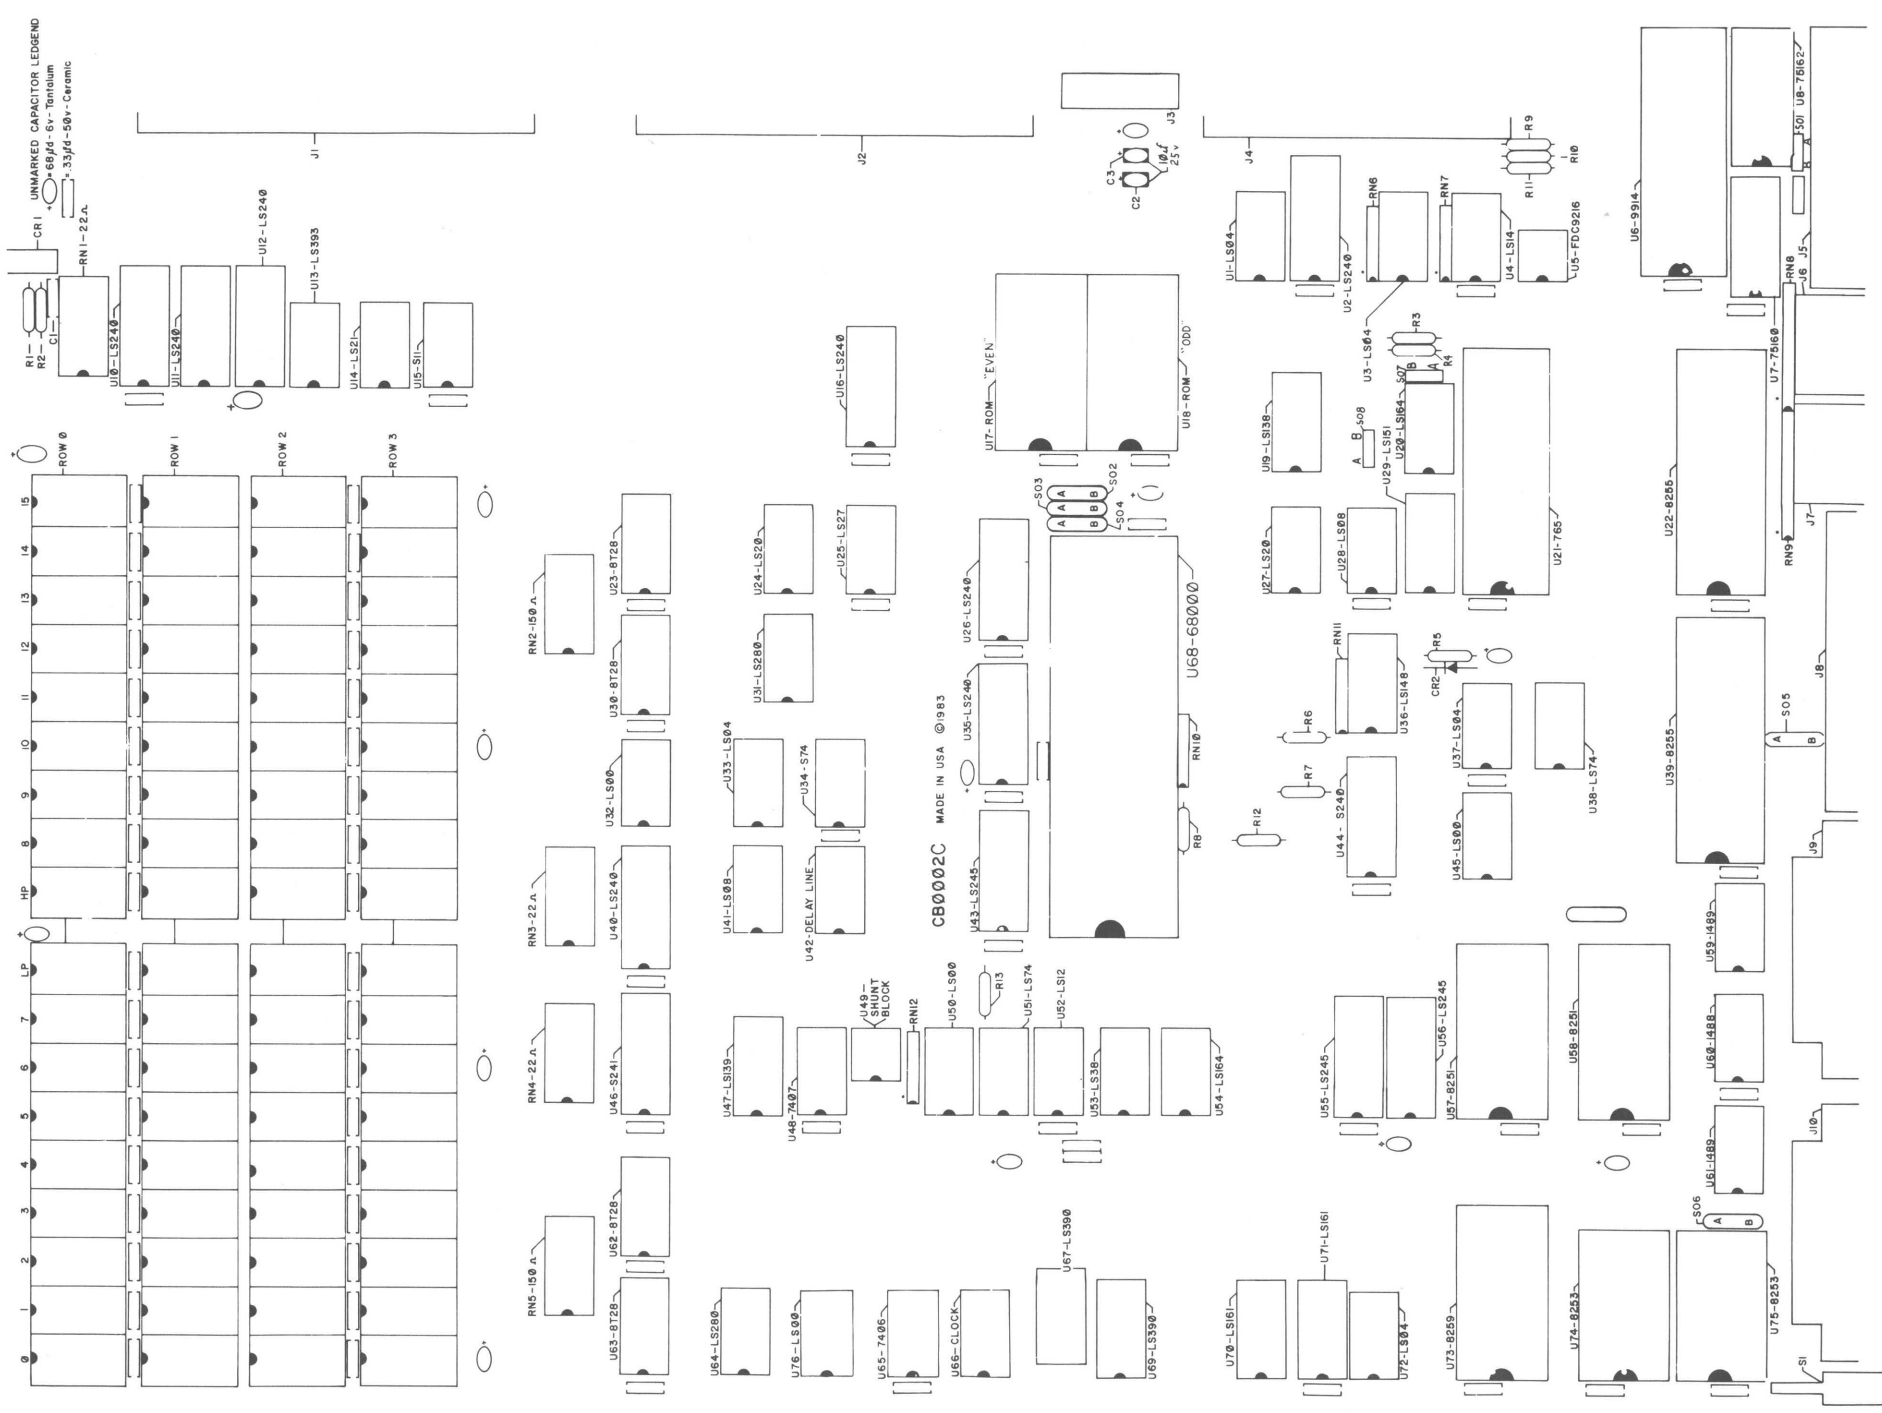 UNMARKED CAPACITOR LEDGEND
+ = 68µfd - 6v - Tantalum
= .33µfd - 50v - Ceramic
CR1
RN1-22Ω
R1
R2
C1
U10-LS240
U11-LS240
U12-LS240
U13-LS393
U14-LS21
U15-S11
J1
J2
J3
J4
C3
C2
10µf
25v
R9
R10
R11
U1-LS04
U2-LS240
RN6
U3-LS04
RN7
U4-LS14
U5-FDC9216
U6-9914
U8-75162
SO1
B A
J5
J6
RN8
U7-75160
ROW 0
ROW 1
ROW 2
ROW 3
15
14
13
12
11
10
9
8
HP
LP
7
6
5
4
3
2
1
0
U16-LS240
U17-ROM "EVEN"
U18-ROM "ODD"
U19-LS138
R3
R4
SO7
B
A
SO8
A B
U20-LS164
U29-LS151
U21-765
U22-8255
RN9
J7
RN2-150Ω
U23-8T28
U24-LS20
U25-LS27
U26-LS240
SO3
SO2
SO4
A A A
B B B
U27-LS20
U28-LS08
U30-8T28
U31-LS280
U68-68000
RN11
U36-LS148
R5
CR2
U32-LS00
U33-LS04
U34-S74
CB0002C MADE IN USA ©1983
U35-LS240
RN10
R8
R6
R7
R12
U37-LS04
U38-LS74
U39-8255
SO5
A
B
J8
RN3-22Ω
U40-LS240
U41-LS08
U42-DELAY LINE
U43-LS245
U44-S240
U45-LS00
J9
RN4-22Ω
U46-S241
U47-LS139
U48-7407
U49-
SHUNT
BLOCK
RN12
U50-LS00
R13
U51-LS74
U52-LS12
U53-LS38
U54-LS164
U55-LS245
U56-LS245
U57-8251
U58-8251
U59-1489
U60-1488
U61-1489
J10
RN5-150Ω
U62-8T28
U63-8T28
U64-LS280
U76-LS00
U65-7406
U66-CLOCK
U67-LS390
U69-LS390
U70-LS161
U71-LS161
U72-LS04
U73-8259
U74-8253
SO6
A
B
U75-8253
S1